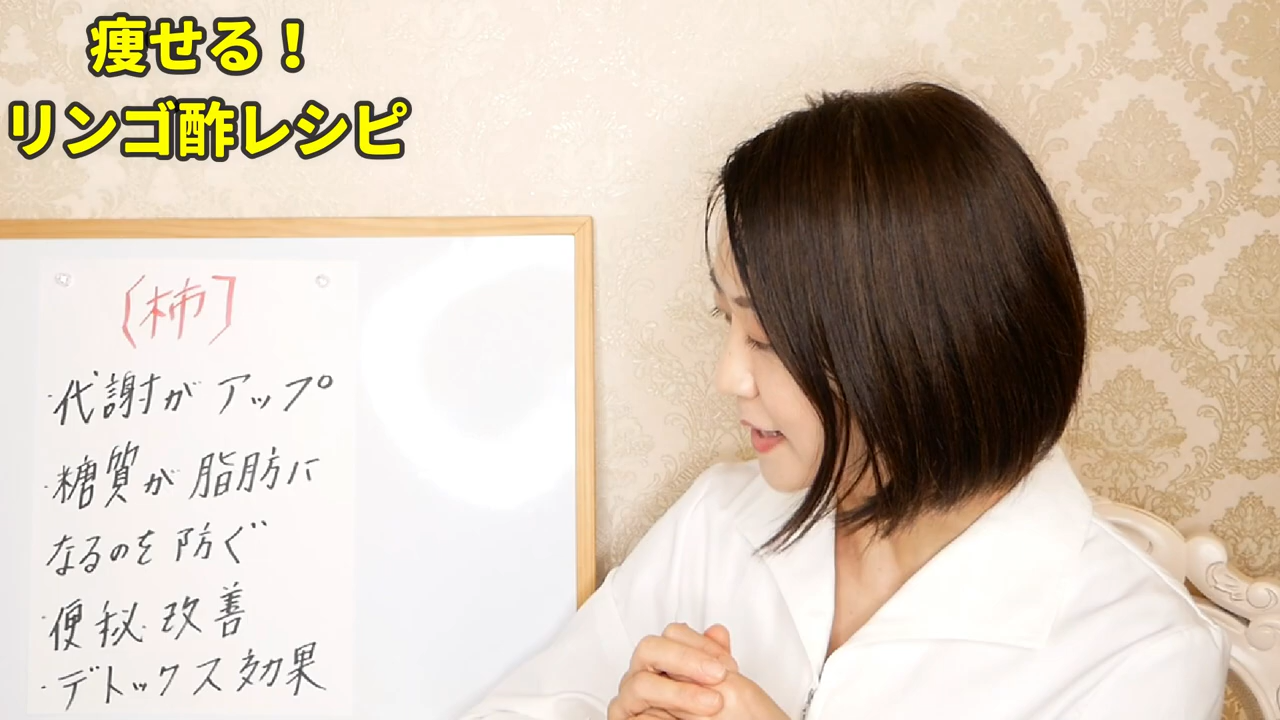 痩せる！
リンゴ酢レシピ
〔柿〕
・代謝がアップ
・糖質が脂肪に
なるのを防ぐ
・便秘改善
・デトックス効果